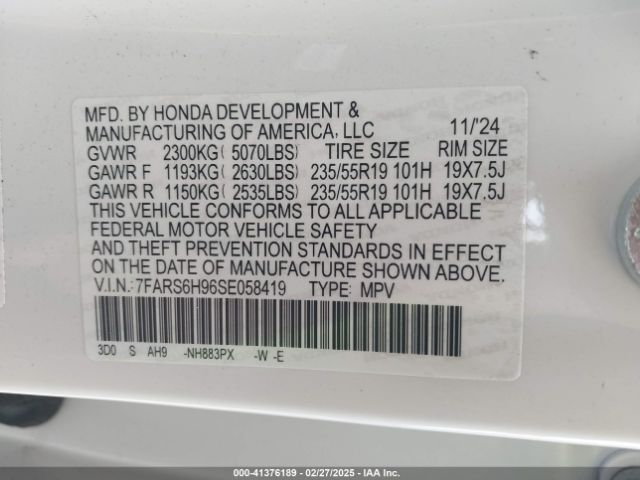 MFD. BY HONDA DEVELOPMENT &
MANUFACTURING OF AMERICA, LLC 11/'24
GVWR 2300KG ( 5070LBS) TIRE SIZE RIM SIZE
GAWR F 1193KG ( 2630LBS) 235/55R19 101H 19X7.5J
GAWR R 1150KG ( 2535LBS) 235/55R19 101H 19X7.5J
THIS VEHICLE CONFORMS TO ALL APPLICABLE
FEDERAL MOTOR VEHICLE SAFETY
AND THEFT PREVENTION STANDARDS IN EFFECT
ON THE DATE OF MANUFACTURE SHOWN ABOVE.
V.I.N.:7FARS6H96SE058419 TYPE: MPV
3D0 S AH9 -NH883PX -W -E
000-41376189 - 02/27/2025 - IAA Inc.